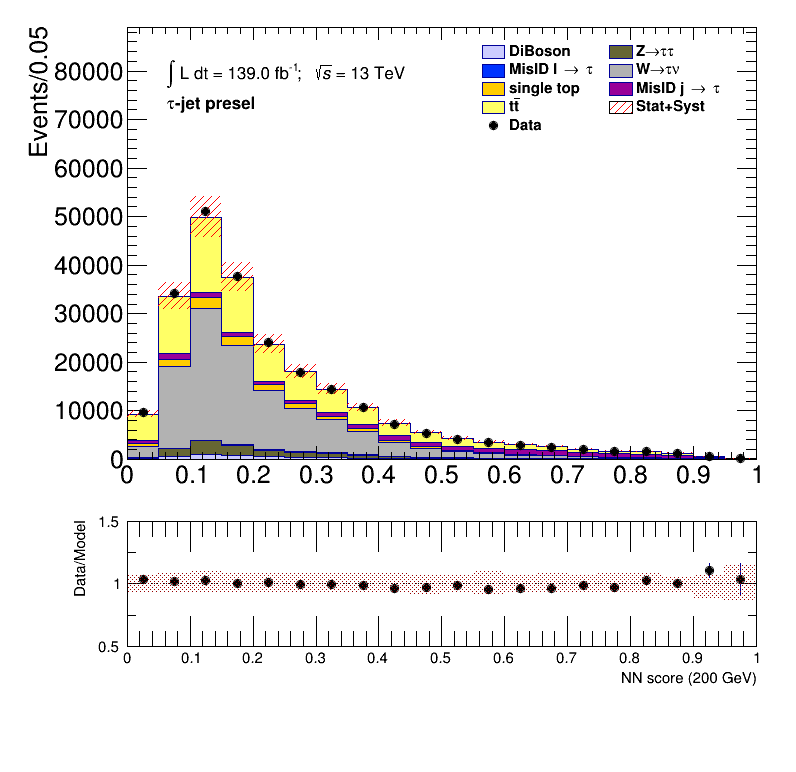 Events/0.05
80000
70000
60000
50000
40000
30000
20000
10000
0
∫ L dt = 139.0 fb⁻¹; √s = 13 TeV
τ-jet presel
DiBoson
MisID l → τ
single top
tt̄
Data
Z→ττ
W→τν
MisID j → τ
Stat+Syst
0 0.1 0.2 0.3 0.4 0.5 0.6 0.7 0.8 0.9 1
Data/Model
1.5
1
0.5
0 0.1 0.2 0.3 0.4 0.5 0.6 0.7 0.8 0.9 1
NN score (200 GeV)